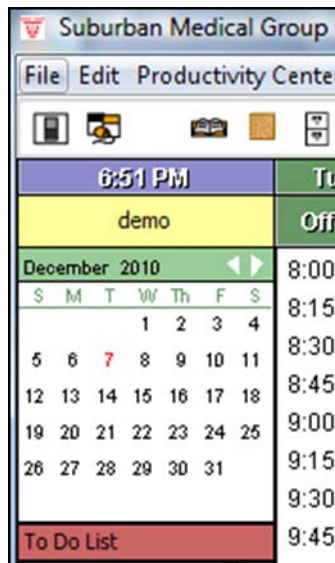 Suburban Medical Group
File Edit Productivity Cente
6:51 PM
Tu
demo
Off
December 2010
S M T W Th F S
1 2 3 4
5 6 7 8 9 10 11
12 13 14 15 16 17 18
19 20 21 22 23 24 25
26 27 28 29 30 31
To Do List
8:00
8:15
8:30
8:45
9:00
9:15
9:30
9:45